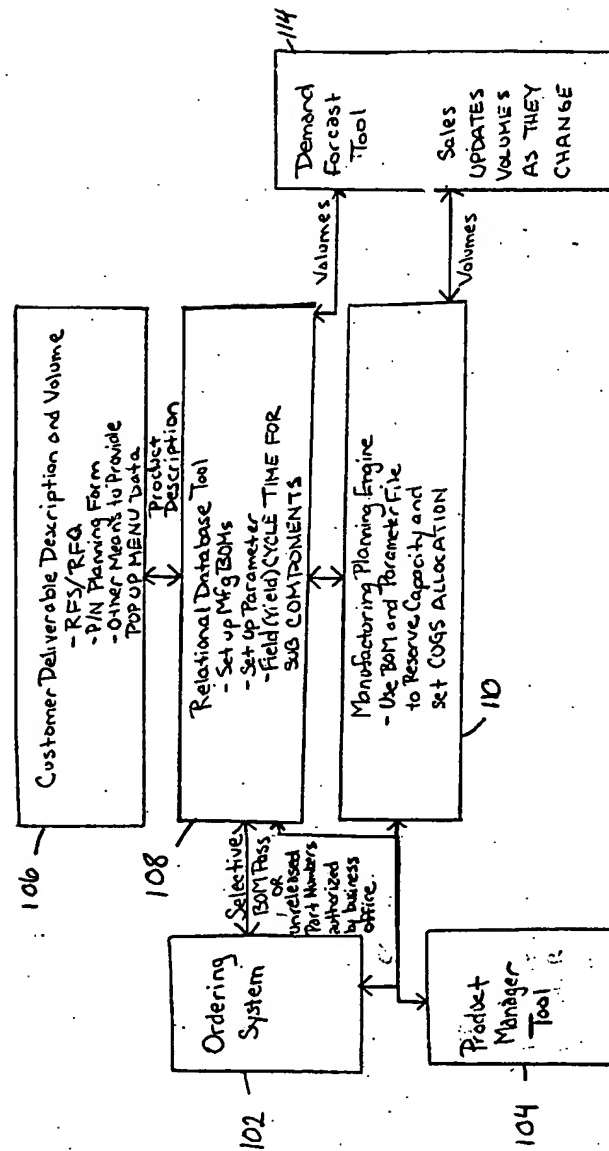 106
Customer Deliverable Description and Volume
- RFS/RFQ
- P/N Planning Form
- Other Means to Provide
POP UP MENU DATA
Product
Description
108
Relational Database Tool
- Set up Mfg BOMs
- Set up Parameter
- Field (Yield) CYCLE TIME FOR
SUB COMPONENTS
Manufacturing Planning Engine
- Use BOM and Parameter File
to Reserve Capacity and
set COGS ALLOCATION
110
102
Ordering
System
Selective
BOM Pass
OR
unreleased
Part Numbers
authorized
by business
office
Product
Manager
Tool
104
Volumes
Volumes
Demand
Forcast
Tool
Sales
UPDATES
VOLUMES
AS THEY
CHANGE
114